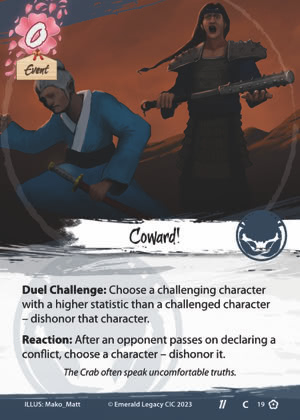 0
Event
Coward!
Duel Challenge: Choose a challenging character
with a higher statistic than a challenged character
– dishonor that character.
Reaction: After an opponent passes on declaring a
conflict, choose a character – dishonor it.
The Crab often speak uncomfortable truths.
ILLUS: Mako_Matt © Emerald Legacy CIC 2023 C 19